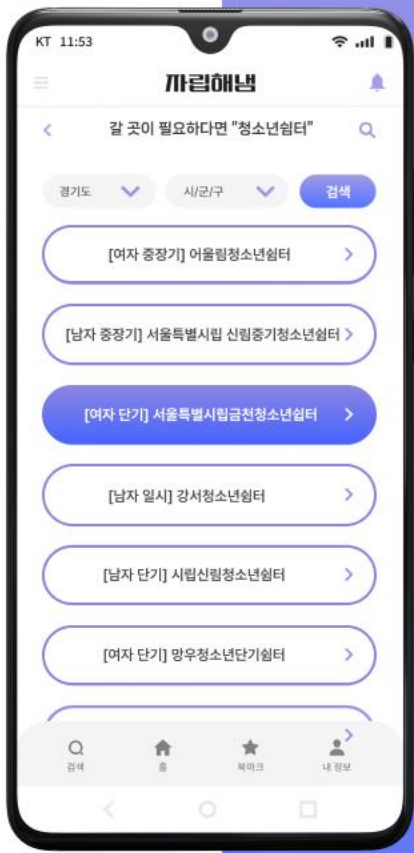 KT 11:53
자립해냄
갈 곳이 필요하다면 "청소년쉼터"
경기도 시/군/구 검색
[여자 중장기] 어울림청소년쉼터
[남자 중장기] 서울특별시립 신림중기청소년쉼터
[여자 단기] 서울특별시립금천청소년쉼터
[남자 일시] 강서청소년쉼터
[남자 단기] 시립신림청소년쉼터
[여자 단기] 망우청소년단기쉼터
검색 홈 북마크 내 정보